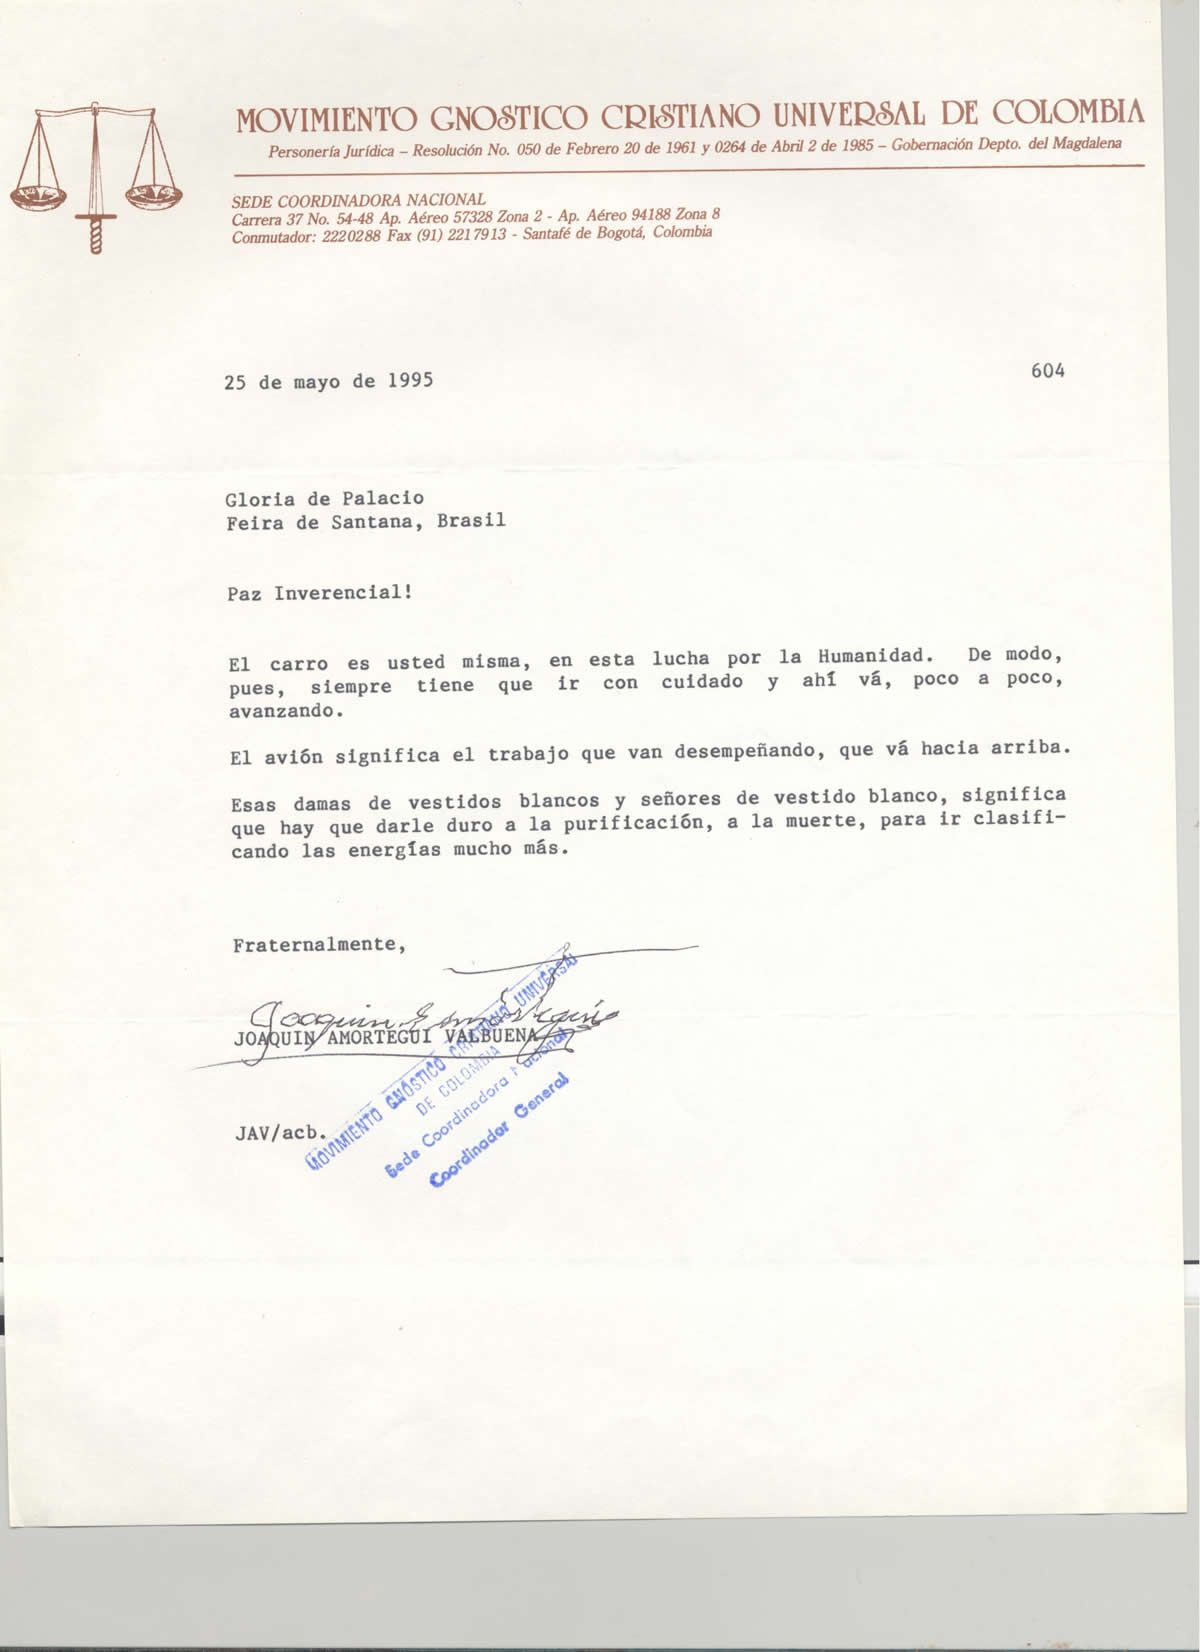 MOVIMIENTO GNOSTICO CRISTIANO UNIVERSAL DE COLOMBIA
Personería Jurídica – Resolución No. 050 de Febrero 20 de 1961 y 0264 de Abril 2 de 1985 – Gobernación Depto. del Magdalena
SEDE COORDINADORA NACIONAL
Carrera 37 No. 54-48 Ap. Aéreo 57328 Zona 2 - Ap. Aéreo 94188 Zona 8
Conmutador: 2220288 Fax (91) 2217913 - Santafé de Bogotá, Colombia
25 de mayo de 1995
604
Gloria de Palacio
Feira de Santana, Brasil
Paz Inverencial!
El carro es usted misma, en esta lucha por la Humanidad. De modo,
pues, siempre tiene que ir con cuidado y ahí vá, poco a poco,
avanzando.
El avión significa el trabajo que van desempeñando, que vá hacia arriba.
Esas damas de vestidos blancos y señores de vestido blanco, significa
que hay que darle duro a la purificación, a la muerte, para ir clasifi-
cando las energías mucho más.
Fraternalmente,
Joaquin
JOAQUIN AMORTEGUI VALBUENA
MOVIMIENTO GNÓSTICO CRISTIANO UNIVERSAL
DE COLOMBIA
Sede Coordinadora Nacional
Coordinador General
JAV/acb.